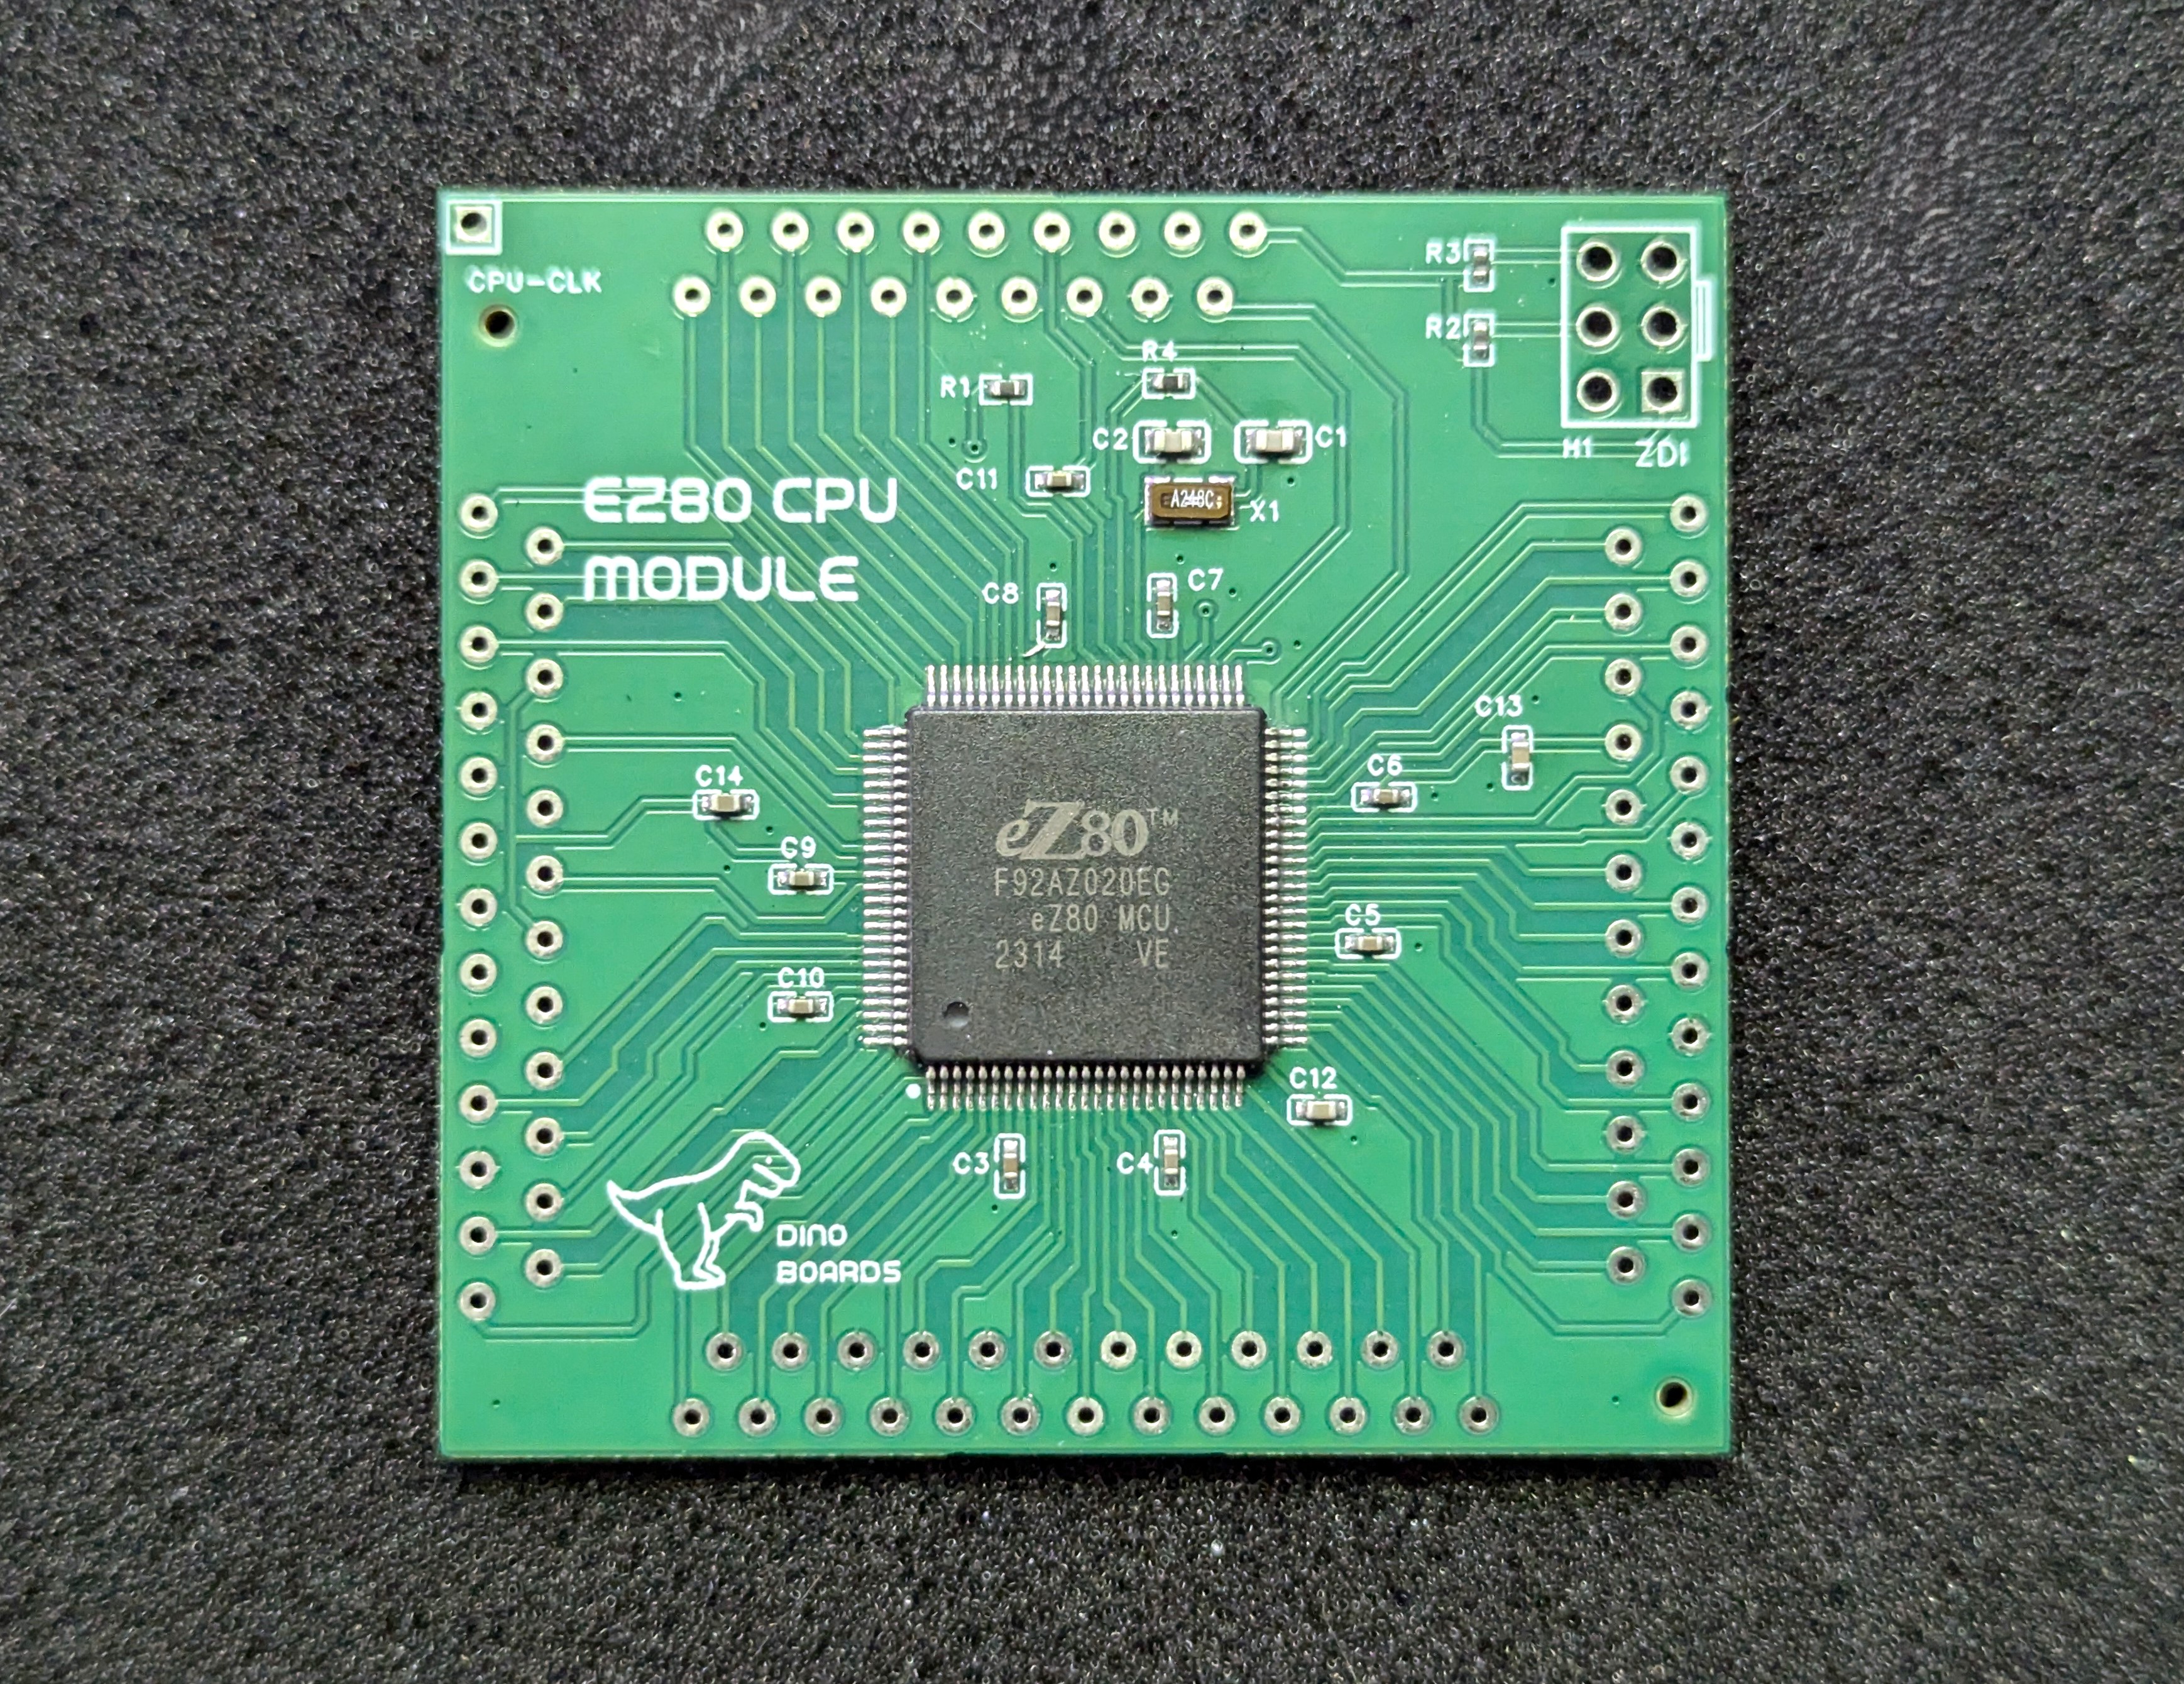 CPU-CLK
R3
R2
H1
ZDI
R4
R1
C2
C1
C11
A248C
X1
EZ80 CPU
MODULE
C8
C7
C13
C14
C6
C9
C5
C10
C12
C3
C4
eZ80™
F92AZ020EG
eZ80 MCU
2314 VE
DINO
BOARDS